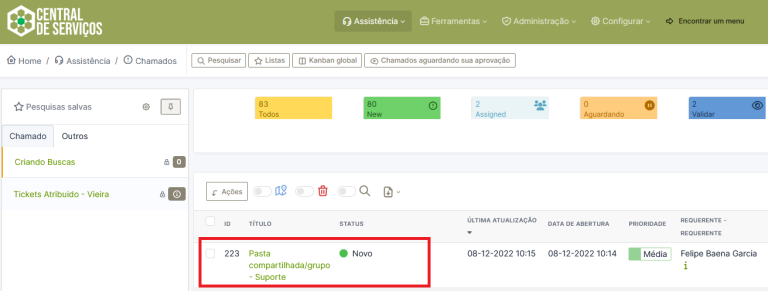 CENTRAL
DE SERVIÇOS
Assistência
Ferramentas
Administração
Configurar
Encontrar um menu
Home / Assistência / Chamados
Pesquisar
Listas
Kanban global
Chamados aguardando sua aprovação
Pesquisas salvas
83
Todos
80
New
2
Assigned
0
Aguardando
2
Validar
Chamado
Outros
Criando Buscas
0
Tickets Atribuido - Vieira
Ações
ID
TÍTULO
STATUS
ÚLTIMA ATUALIZAÇÃO
DATA DE ABERTURA
PRIORIDADE
REQUERENTE -
REQUERENTE
223
Pasta
compartilhada/grupo
- Suporte
Novo
08-12-2022 10:15
08-12-2022 10:14
Média
Felipe Baena Garcia